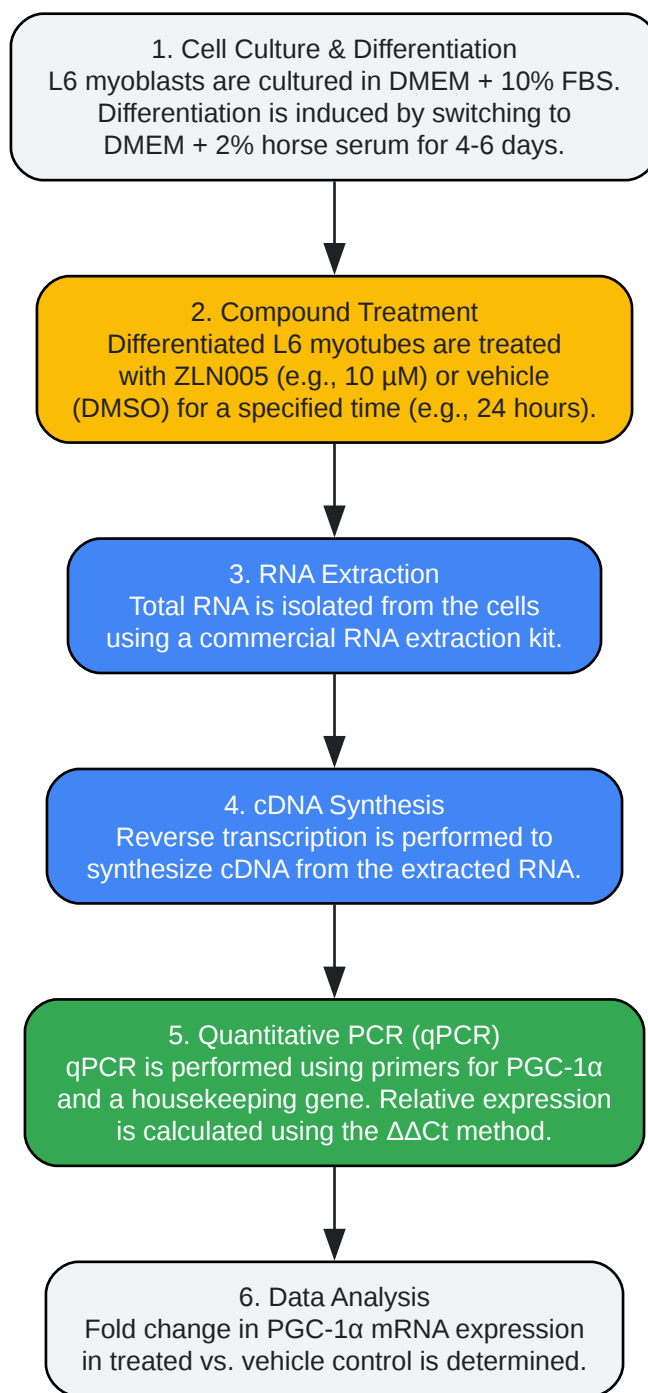 1. Cell Culture & Differentiation
L6 myoblasts are cultured in DMEM + 10% FBS.
Differentiation is induced by switching to
DMEM + 2% horse serum for 4-6 days.
2. Compound Treatment
Differentiated L6 myotubes are treated
with ZLN005 (e.g., 10 µM) or vehicle
(DMSO) for a specified time (e.g., 24 hours).
3. RNA Extraction
Total RNA is isolated from the cells
using a commercial RNA extraction kit.
4. cDNA Synthesis
Reverse transcription is performed to
synthesize cDNA from the extracted RNA.
5. Quantitative PCR (qPCR)
qPCR is performed using primers for PGC-1α
and a housekeeping gene. Relative expression
is calculated using the ΔΔCt method.
6. Data Analysis
Fold change in PGC-1α mRNA expression
in treated vs. vehicle control is determined.